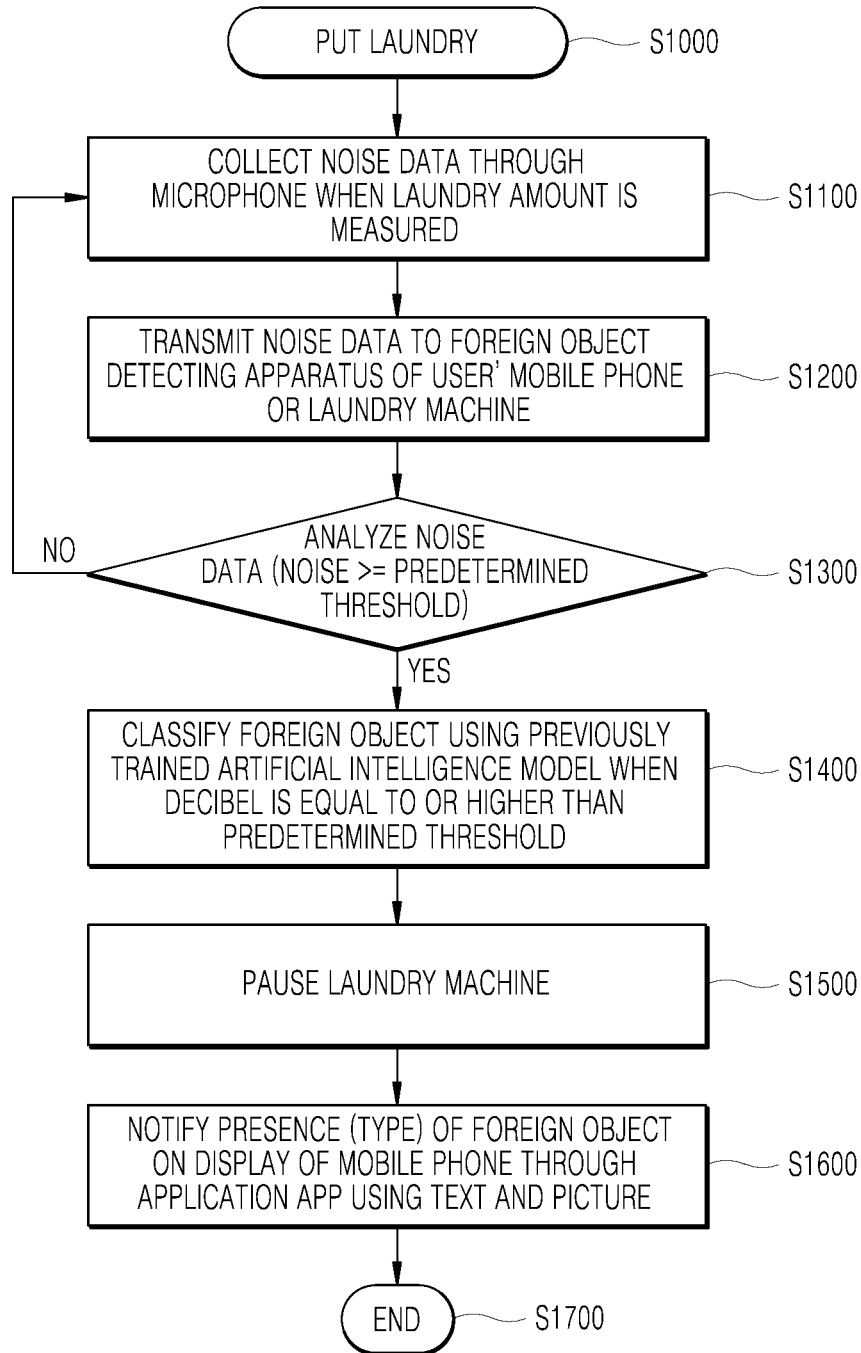 PUT LAUNDRY
S1000
COLLECT NOISE DATA THROUGH
MICROPHONE WHEN LAUNDRY AMOUNT IS
MEASURED
S1100
TRANSMIT NOISE DATA TO FOREIGN OBJECT
DETECTING APPARATUS OF USER' MOBILE PHONE
OR LAUNDRY MACHINE
S1200
NO
ANALYZE NOISE
DATA (NOISE >= PREDETERMINED
THRESHOLD)
S1300
YES
CLASSIFY FOREIGN OBJECT USING PREVIOUSLY
TRAINED ARTIFICIAL INTELLIGENCE MODEL WHEN
DECIBEL IS EQUAL TO OR HIGHER THAN
PREDETERMINED THRESHOLD
S1400
PAUSE LAUNDRY MACHINE
S1500
NOTIFY PRESENCE (TYPE) OF FOREIGN OBJECT
ON DISPLAY OF MOBILE PHONE THROUGH
APPLICATION APP USING TEXT AND PICTURE
S1600
END
S1700